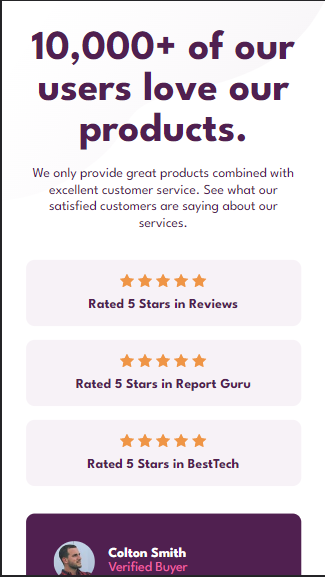 10,000+ of our
users love our
products.
We only provide great products combined with
excellent customer service. See what our
satisfied customers are saying about our
services.
Rated 5 Stars in Reviews
Rated 5 Stars in Report Guru
Rated 5 Stars in BestTech
Colton Smith
Verified Buyer